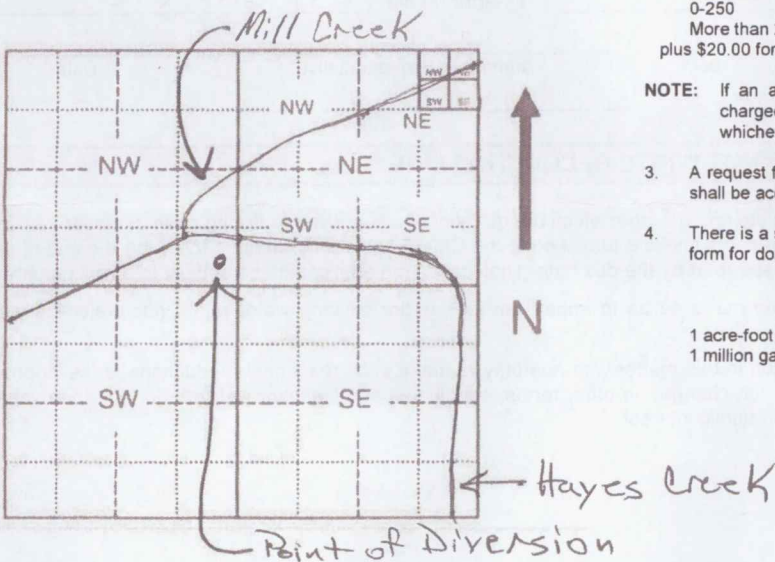 Mill Creek
0-250
More than
plus $20.00 for
NOTE: If an a
charge
whiche
NW
NE
NW
NE
SW
SE
NW
NE
SW
SE
N
SW
SE
3. A request f
shall be ac
4. There is a
form for do
1 acre-foot
1 million ga
Hayes Creek
Point of Diversion